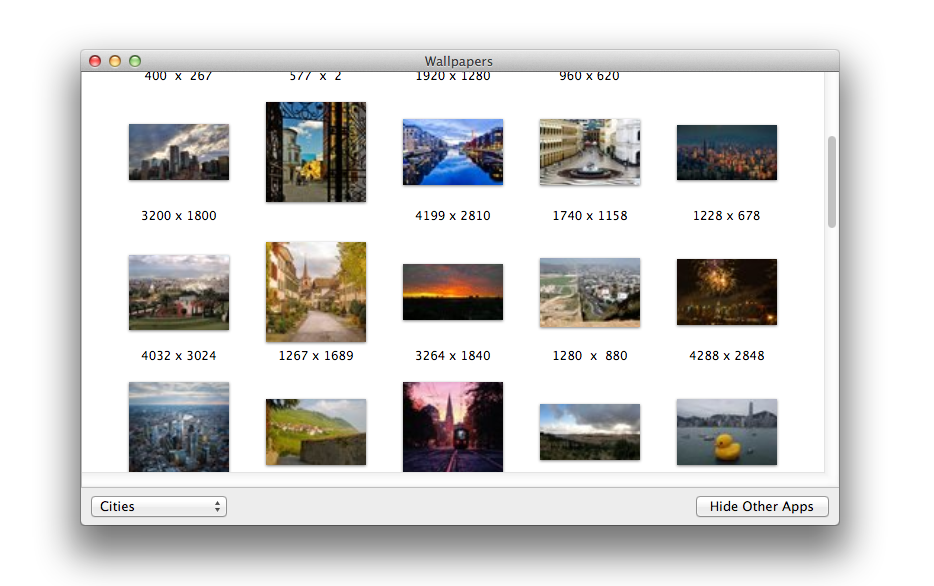 Wallpapers
400 x 267 577 x 2 1920 x 1280 960 x 620
3200 x 1800 4199 x 2810 1740 x 1158 1228 x 678
4032 x 3024 1267 x 1689 3264 x 1840 1280 x 880 4288 x 2848
Cities Hide Other Apps